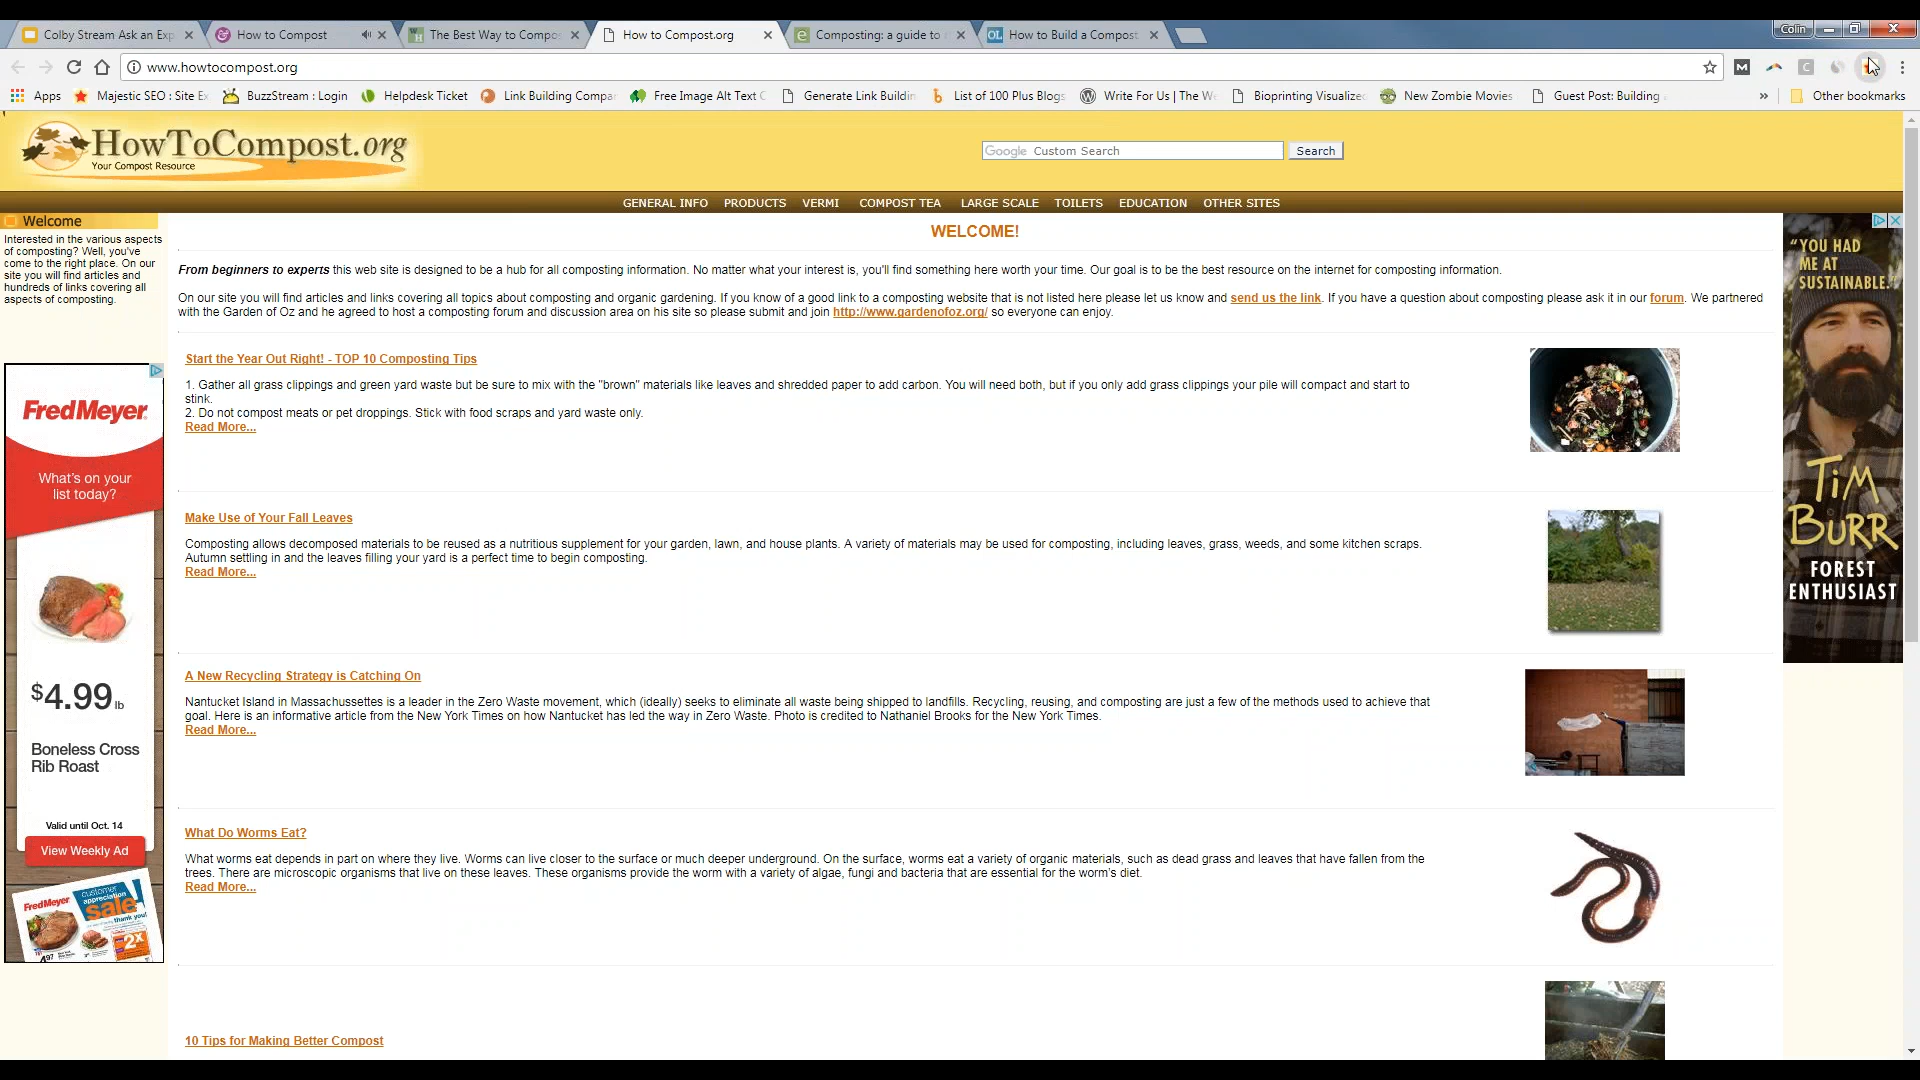 Colby Stream Ask an Exp
How to Compost
The Best Way to Compos
How to Compost.org
Composting: a guide to
How to Build a Compost
Colin
www.howtocompost.org
Apps
Majestic SEO : Site Ex
BuzzStream : Login
Helpdesk Ticket
Link Building Compa
Free Image Alt Text C
Generate Link Buildin
List of 100 Plus Blogs
Write For Us | The W
Bioprinting Visualize
New Zombie Movies
Guest Post: Building
»
Other bookmarks
HowToCompost.org
Your Compost Resource
Google Custom Search
Search
GENERAL INFO PRODUCTS VERMI COMPOST TEA LARGE SCALE TOILETS EDUCATION OTHER SITES
Welcome
Interested in the various aspects
of composting? Well, you've
come to the right place. On our
site you will find articles and
hundreds of links covering all
aspects of composting.
WELCOME!
From beginners to experts this web site is designed to be a hub for all composting information. No matter what your interest is, you'll find something here worth your time. Our goal is to be the best resource on the internet for composting information.
On our site you will find articles and links covering all topics about composting and organic gardening. If you know of a good link to a composting website that is not listed here please let us know and send us the link. If you have a question about composting please ask it in our forum. We partnered
with the Garden of Oz and he agreed to host a composting forum and discussion area on his site so please submit and join http://www.gardenofoz.org/ so everyone can enjoy.
Start the Year Out Right! - TOP 10 Composting Tips
1. Gather all grass clippings and green yard waste but be sure to mix with the "brown" materials like leaves and shredded paper to add carbon. You will need both, but if you only add grass clippings your pile will compact and start to
stink.
2. Do not compost meats or pet droppings. Stick with food scraps and yard waste only.
Read More...
Make Use of Your Fall Leaves
Composting allows decomposed materials to be reused as a nutritious supplement for your garden, lawn, and house plants. A variety of materials may be used for composting, including leaves, grass, weeds, and some kitchen scraps.
Autumn settling in and the leaves filling your yard is a perfect time to begin composting.
Read More...
A New Recycling Strategy is Catching On
Nantucket Island in Massachussettes is a leader in the Zero Waste movement, which (ideally) seeks to eliminate all waste being shipped to landfills. Recycling, reusing, and composting are just a few of the methods used to achieve that
goal. Here is an informative article from the New York Times on how Nantucket has led the way in Zero Waste. Photo is credited to Nathaniel Brooks for the New York Times.
Read More...
What Do Worms Eat?
What worms eat depends in part on where they live. Worms can live closer to the surface or much deeper underground. On the surface, worms eat a variety of organic materials, such as dead grass and leaves that have fallen from the
trees. There are microscopic organisms that live on these leaves. These organisms provide the worm with a variety of algae, fungi and bacteria that are essential for the worm's diet.
Read More...
10 Tips for Making Better Compost
FredMeyer
What's on your
list today?
$4.99lb
Boneless Cross
Rib Roast
Valid until Oct. 14
View Weekly Ad
FredMeyer
customer
appreciation
sale
thank you!
2X
"YOU HAD
ME AT
SUSTAINABLE."
TiM
BURR
FOREST
ENTHUSIAST